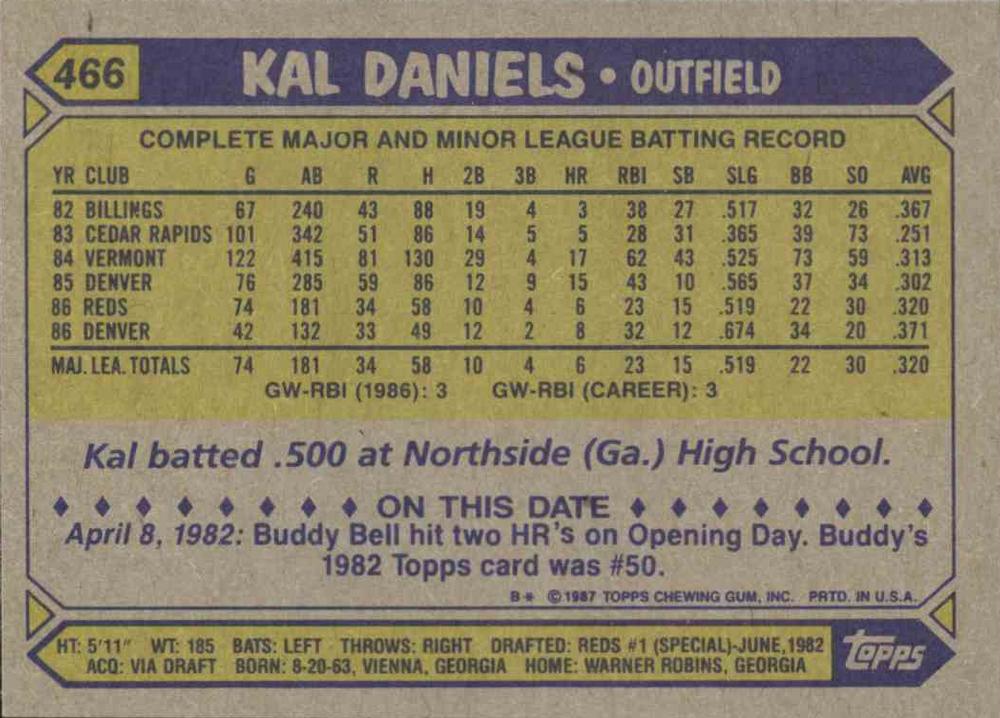 466 KAL DANIELS • OUTFIELD
COMPLETE MAJOR AND MINOR LEAGUE BATTING RECORD
YR CLUB G AB R H 2B 3B HR RBI SB SLG BB SO AVG
82 BILLINGS 67 240 43 88 19 4 3 38 27 .517 32 26 .367
83 CEDAR RAPIDS 101 342 51 86 14 5 5 28 31 .365 39 73 .251
84 VERMONT 122 415 81 130 29 4 17 62 43 .525 73 59 .313
85 DENVER 76 285 59 86 12 9 15 43 10 .565 37 34 .302
86 REDS 74 181 34 58 10 4 6 23 15 .519 22 30 .320
86 DENVER 42 132 33 49 12 2 8 32 12 .674 34 20 .371
MAJ. LEA. TOTALS 74 181 34 58 10 4 6 23 15 .519 22 30 .320
GW-RBI (1986): 3 GW-RBI (CAREER): 3
Kal batted .500 at Northside (Ga.) High School.
♦ ♦ ♦ ♦ ♦ ♦ ♦ ♦ ON THIS DATE ♦ ♦ ♦ ♦ ♦ ♦ ♦ ♦
April 8, 1982: Buddy Bell hit two HR's on Opening Day. Buddy's
1982 Topps card was #50.
B* ©1987 TOPPS CHEWING GUM, INC. PRTD. IN U.S.A.
HT: 5'11" WT: 185 BATS: LEFT THROWS: RIGHT DRAFTED: REDS #1 (SPECIAL)-JUNE, 1982
ACQ: VIA DRAFT BORN: 8-20-63, VIENNA, GEORGIA HOME: WARNER ROBINS, GEORGIA
TOPPS